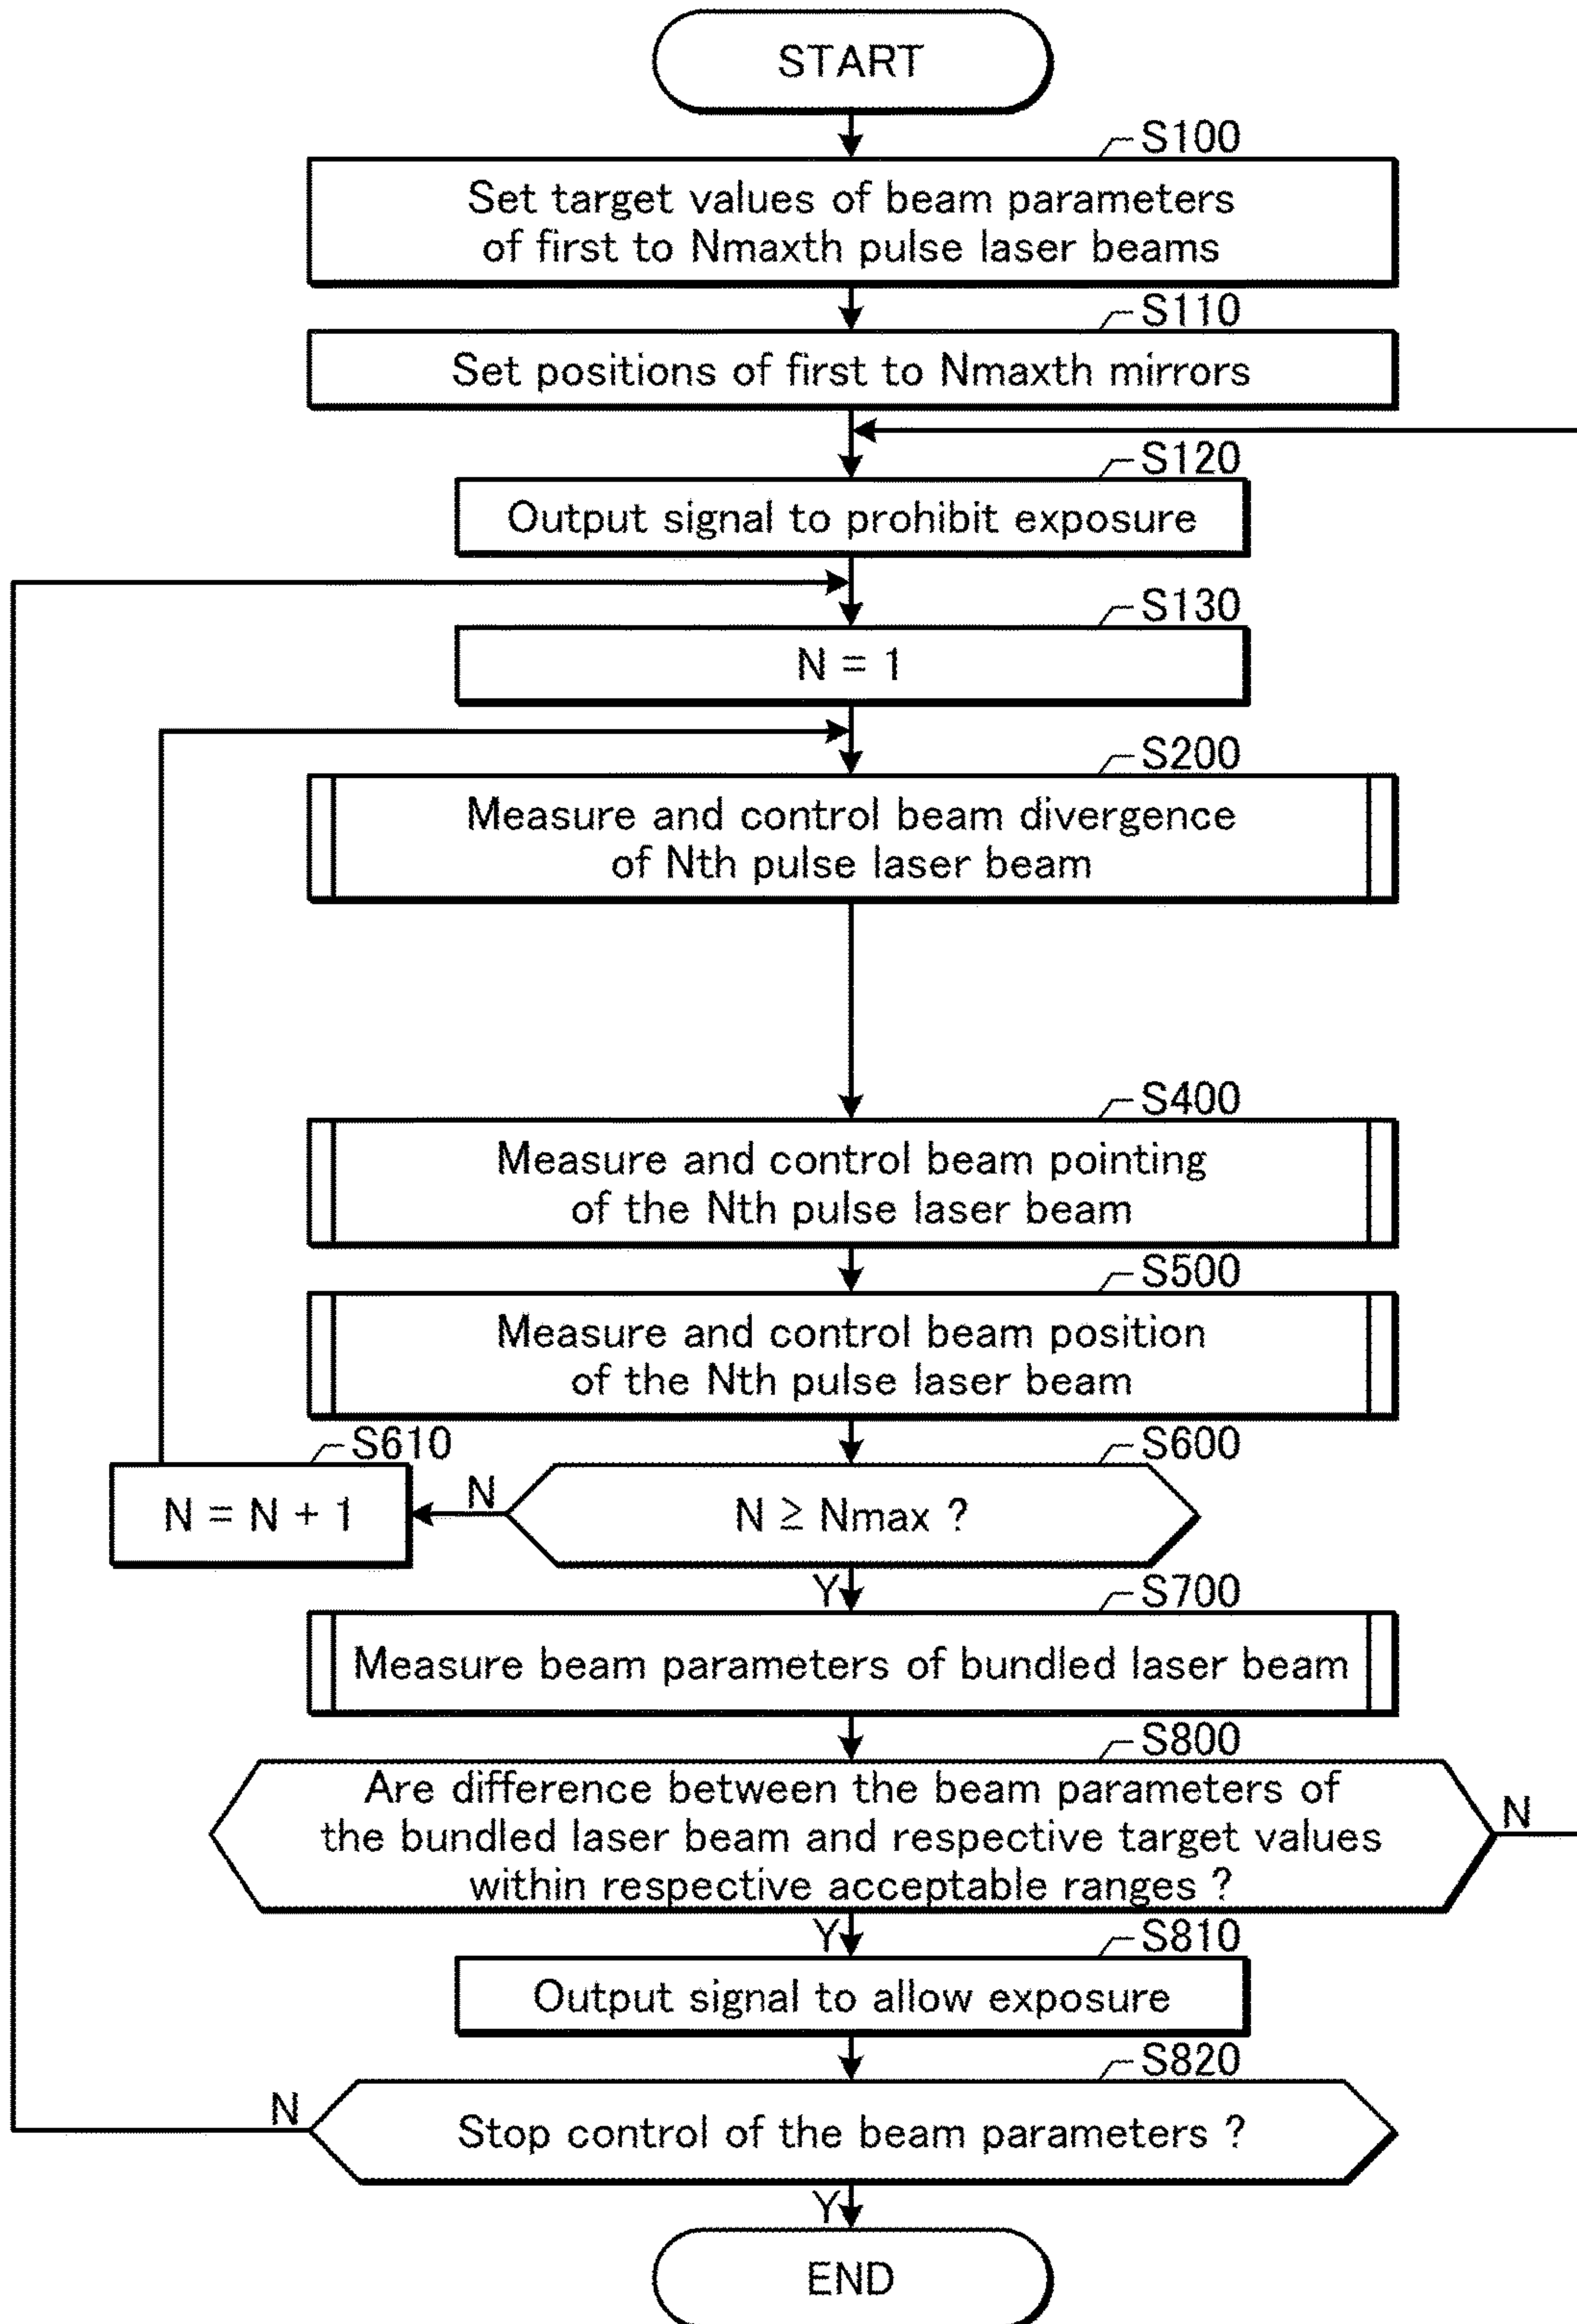 START
S100
Set target values of beam parameters
of first to Nmaxth pulse laser beams
S110
Set positions of first to Nmaxth mirrors
S120
Output signal to prohibit exposure
S130
N = 1
S200
Measure and control beam divergence
of Nth pulse laser beam
S400
Measure and control beam pointing
of the Nth pulse laser beam
S500
Measure and control beam position
of the Nth pulse laser beam
S610
S600
N = N + 1
N
N ≥ Nmax ?
Y
S700
Measure beam parameters of bundled laser beam
S800
Are difference between the beam parameters of
the bundled laser beam and respective target values
within respective acceptable ranges ?
N
Y
S810
Output signal to allow exposure
S820
N
Stop control of the beam parameters ?
Y
END